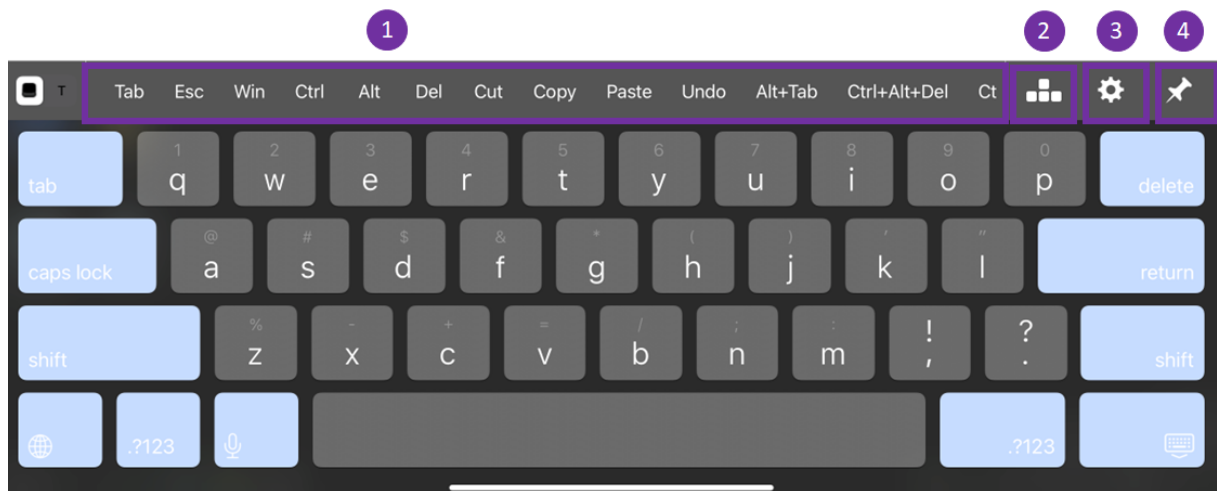 1 2 3 4
T Tab Esc Win Ctrl Alt Del Cut Copy Paste Undo Alt+Tab Ctrl+Alt+Del Ct
1 2 3 4 5 6 7 8 9 0
tab q w e r t y u i o p delete
@ # $ & * ( ) ' "
caps lock a s d f g h j k l return
% - + = / ; : ! ?
shift z x c v b n m , . shift
.?123 .?123